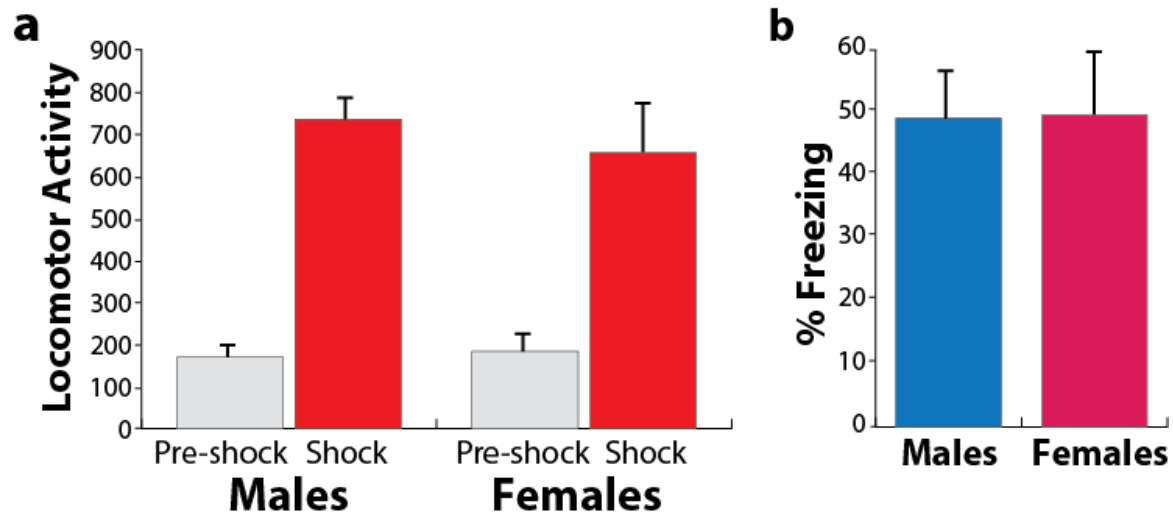 a
900
800
700
600
500
400
300
200
100
0
Locomotor Activity
Pre-shock Shock Pre-shock Shock
Males Females
b
60
50
40
30
20
10
0
% Freezing
Males Females